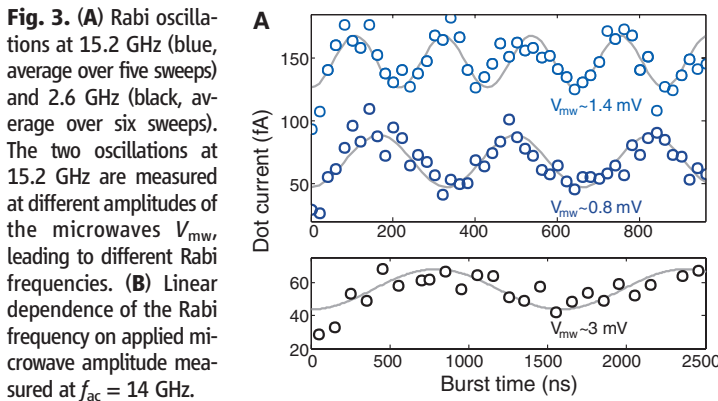 Fig. 3. (A) Rabi oscilla-
tions at 15.2 GHz (blue,
average over five sweeps)
and 2.6 GHz (black, av-
erage over six sweeps).
The two oscillations at
15.2 GHz are measured
at different amplitudes of
the microwaves Vmw,
leading to different Rabi
frequencies. (B) Linear
dependence of the Rabi
frequency on applied mi-
crowave amplitude mea-
sured at fac = 14 GHz.
A
150
100
50
Vmw~1.4 mV
Vmw~0.8 mV
0 200 400 600 800
Dot current (fA)
60
40
20
Vmw~3 mV
0 500 1000 1500 2000 2500
Burst time (ns)